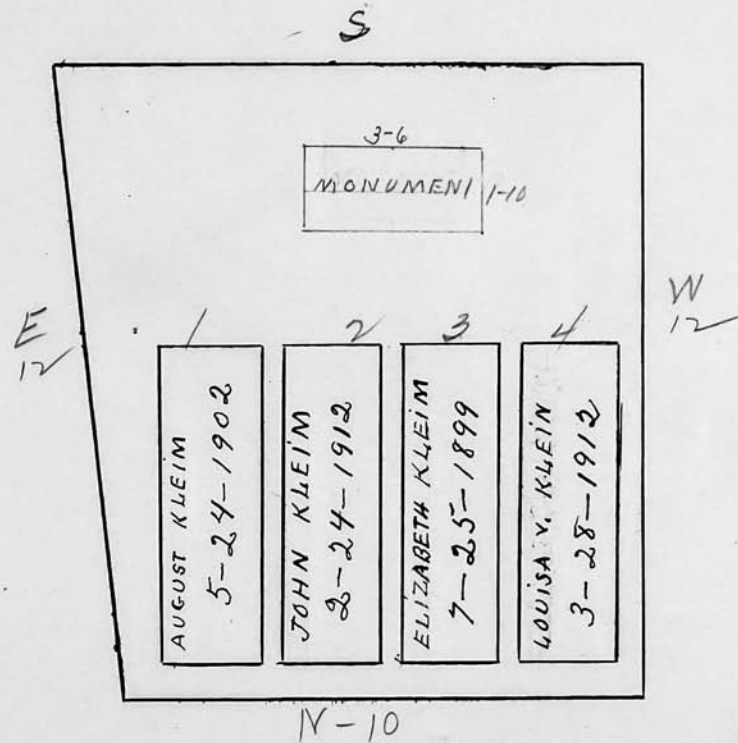 S
3-6
MONUMENT 1-10
E
12
W
12
1
2
3
4
AUGUST KLEIM
5-24-1902
JOHN KLEIM
2-24-1912
ELIZABETH KLEIM
7-25-1899
LOUISA V. KLEIN
3-28-1912
N-10